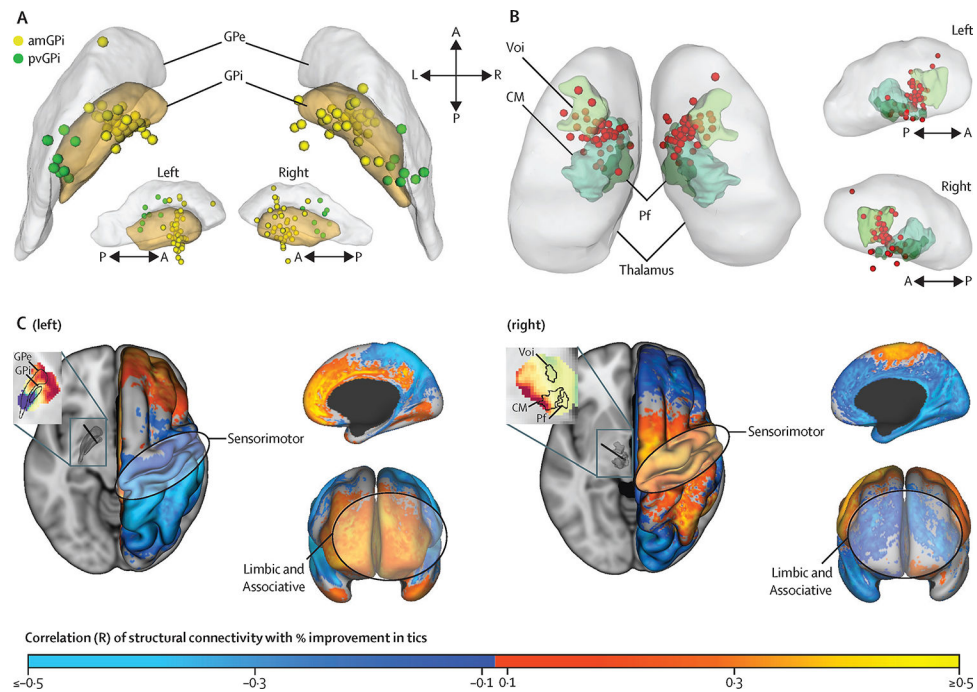 A
amGPi
pvGPi
GPe
GPi
A
L
R
P
Left
Right
P
A
A
P
B
Voi
CM
Pf
Thalamus
Left
P
A
Right
A
P
C (left)
GPe
GPi
Sensorimotor
Limbic and
Associative
(right)
Voi
CM
Pf
Sensorimotor
Limbic and
Associative
Correlation (R) of structural connectivity with % improvement in tics
≤–0·5
–0·3
–0·1
0·1
0·3
≥0·5